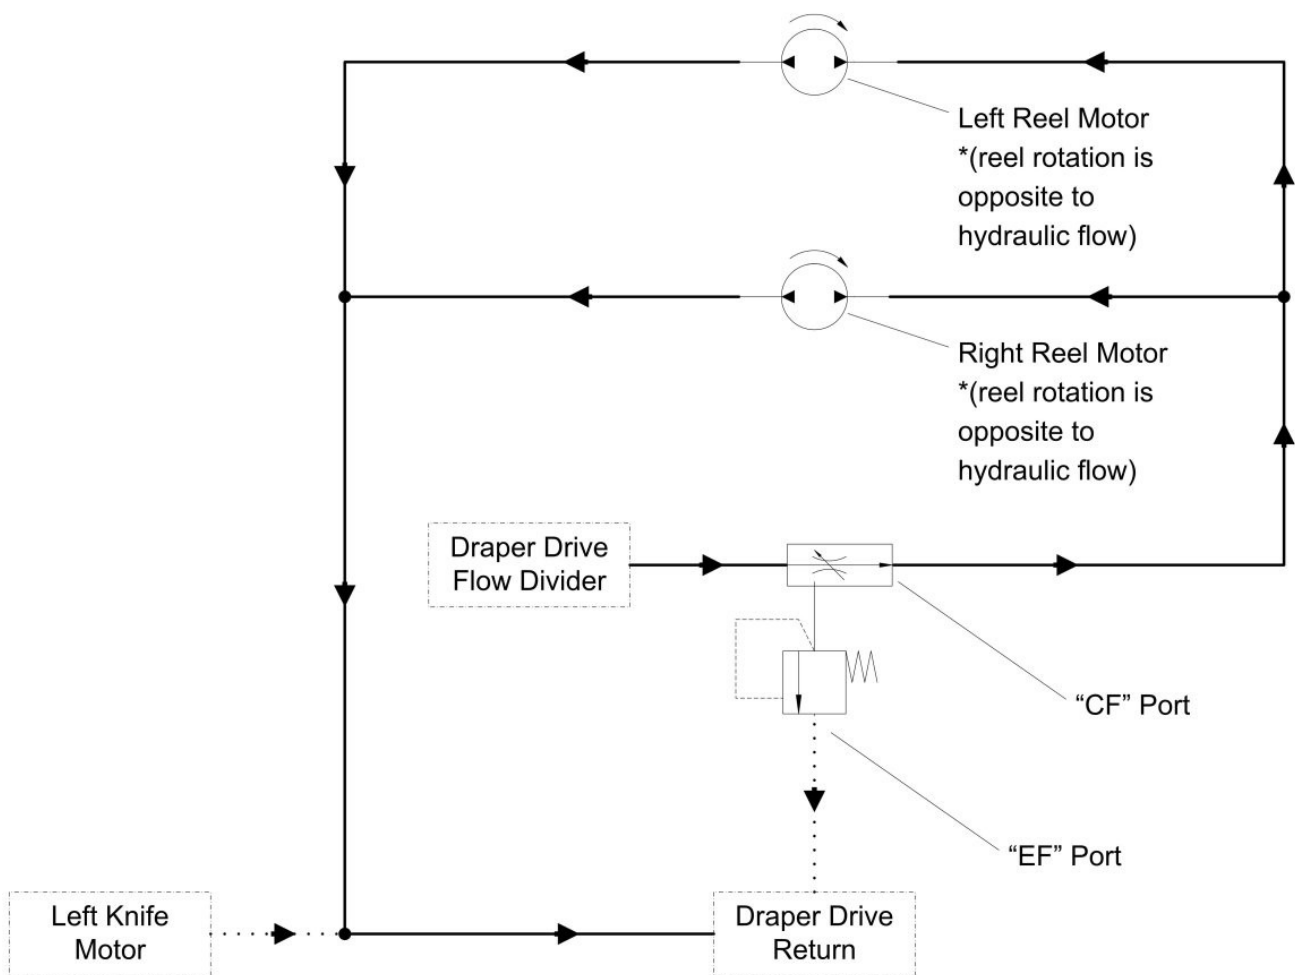 Left Reel Motor
*(reel rotation is
opposite to
hydraulic flow)
Right Reel Motor
*(reel rotation is
opposite to
hydraulic flow)
Draper Drive
Flow Divider
“CF” Port
“EF” Port
Left Knife
Motor
Draper Drive
Return